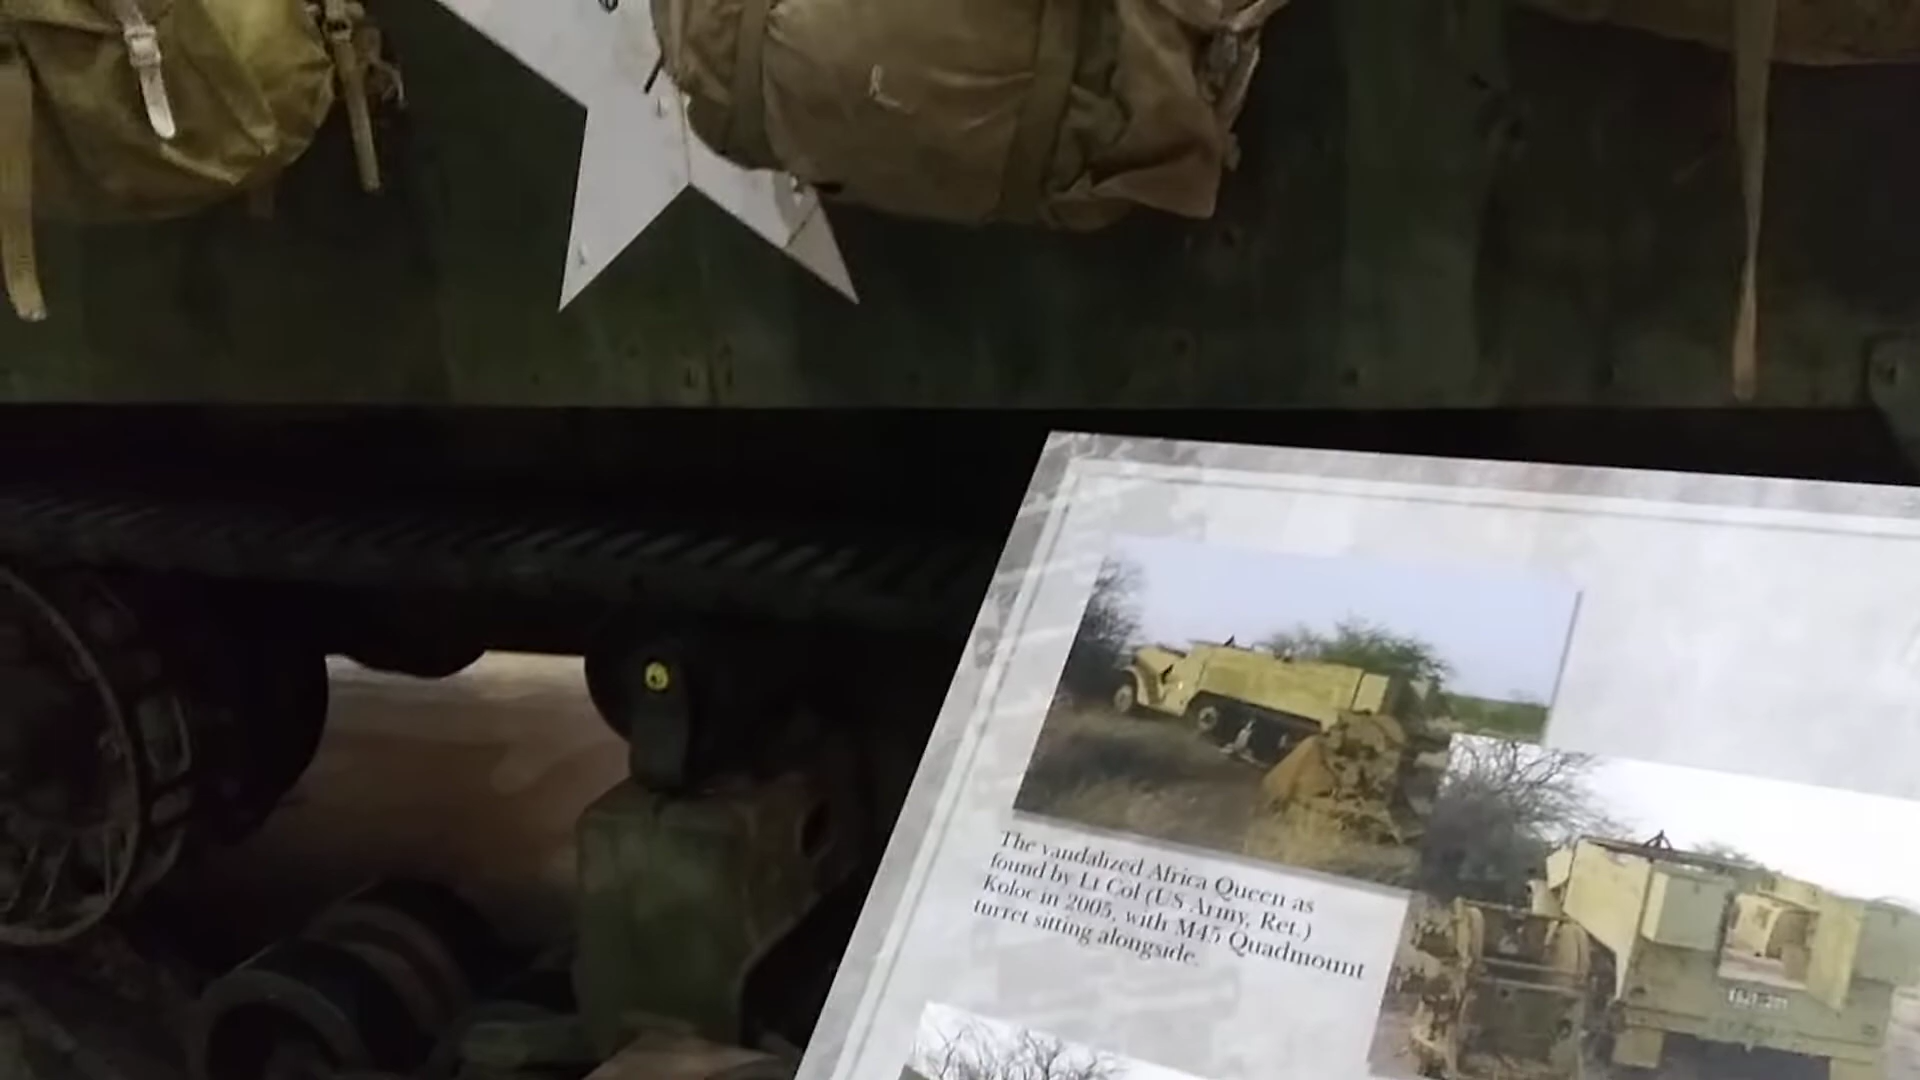 The vandalized Africa Queen as
found by Lt Col (US Army, Ret.)
Koloc in 2005, with M45 Quadmount
turret sitting alongside.